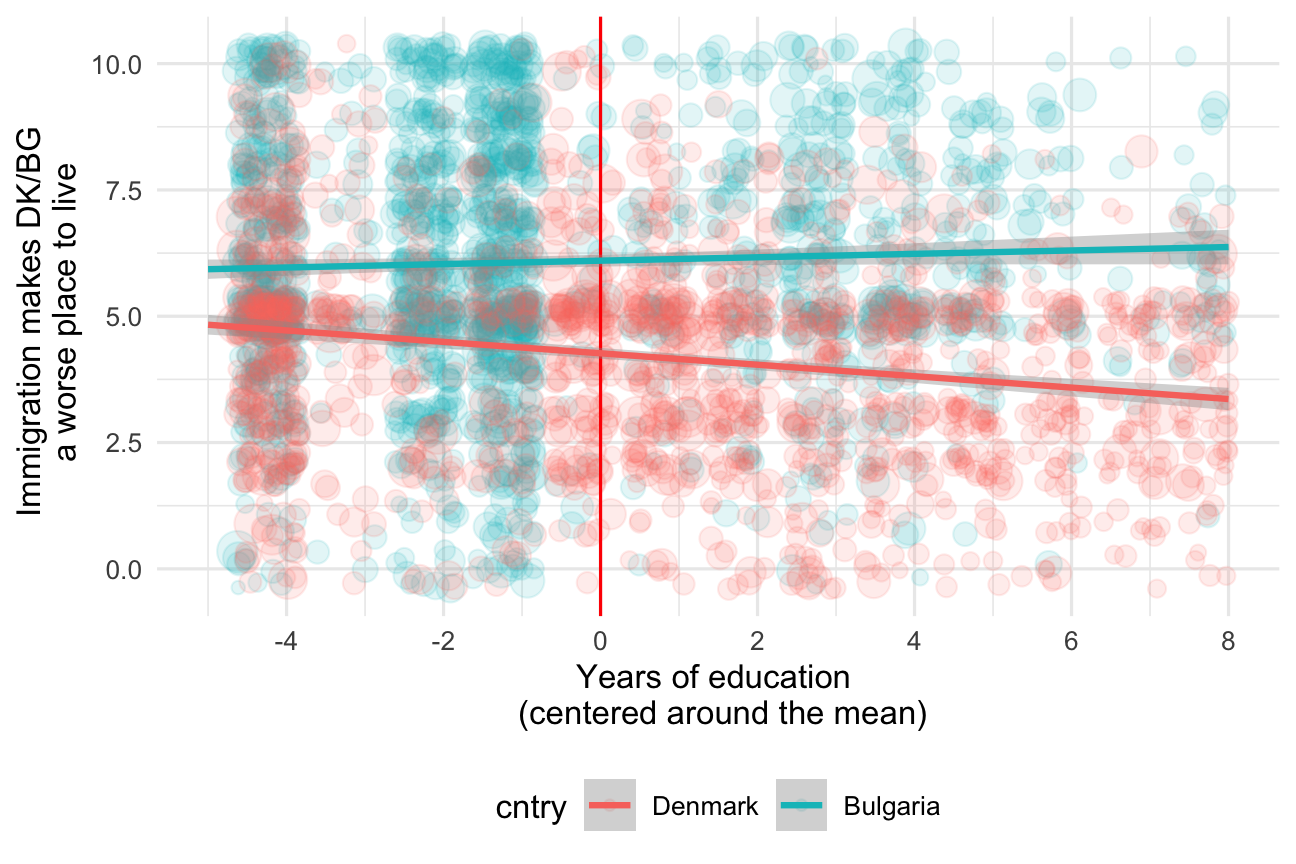 Immigration makes DK/BG
a worse place to live
10.0
7.5
5.0
2.5
0.0
-4 -2 0 2 4 6 8
Years of education
(centered around the mean)
cntry Denmark Bulgaria